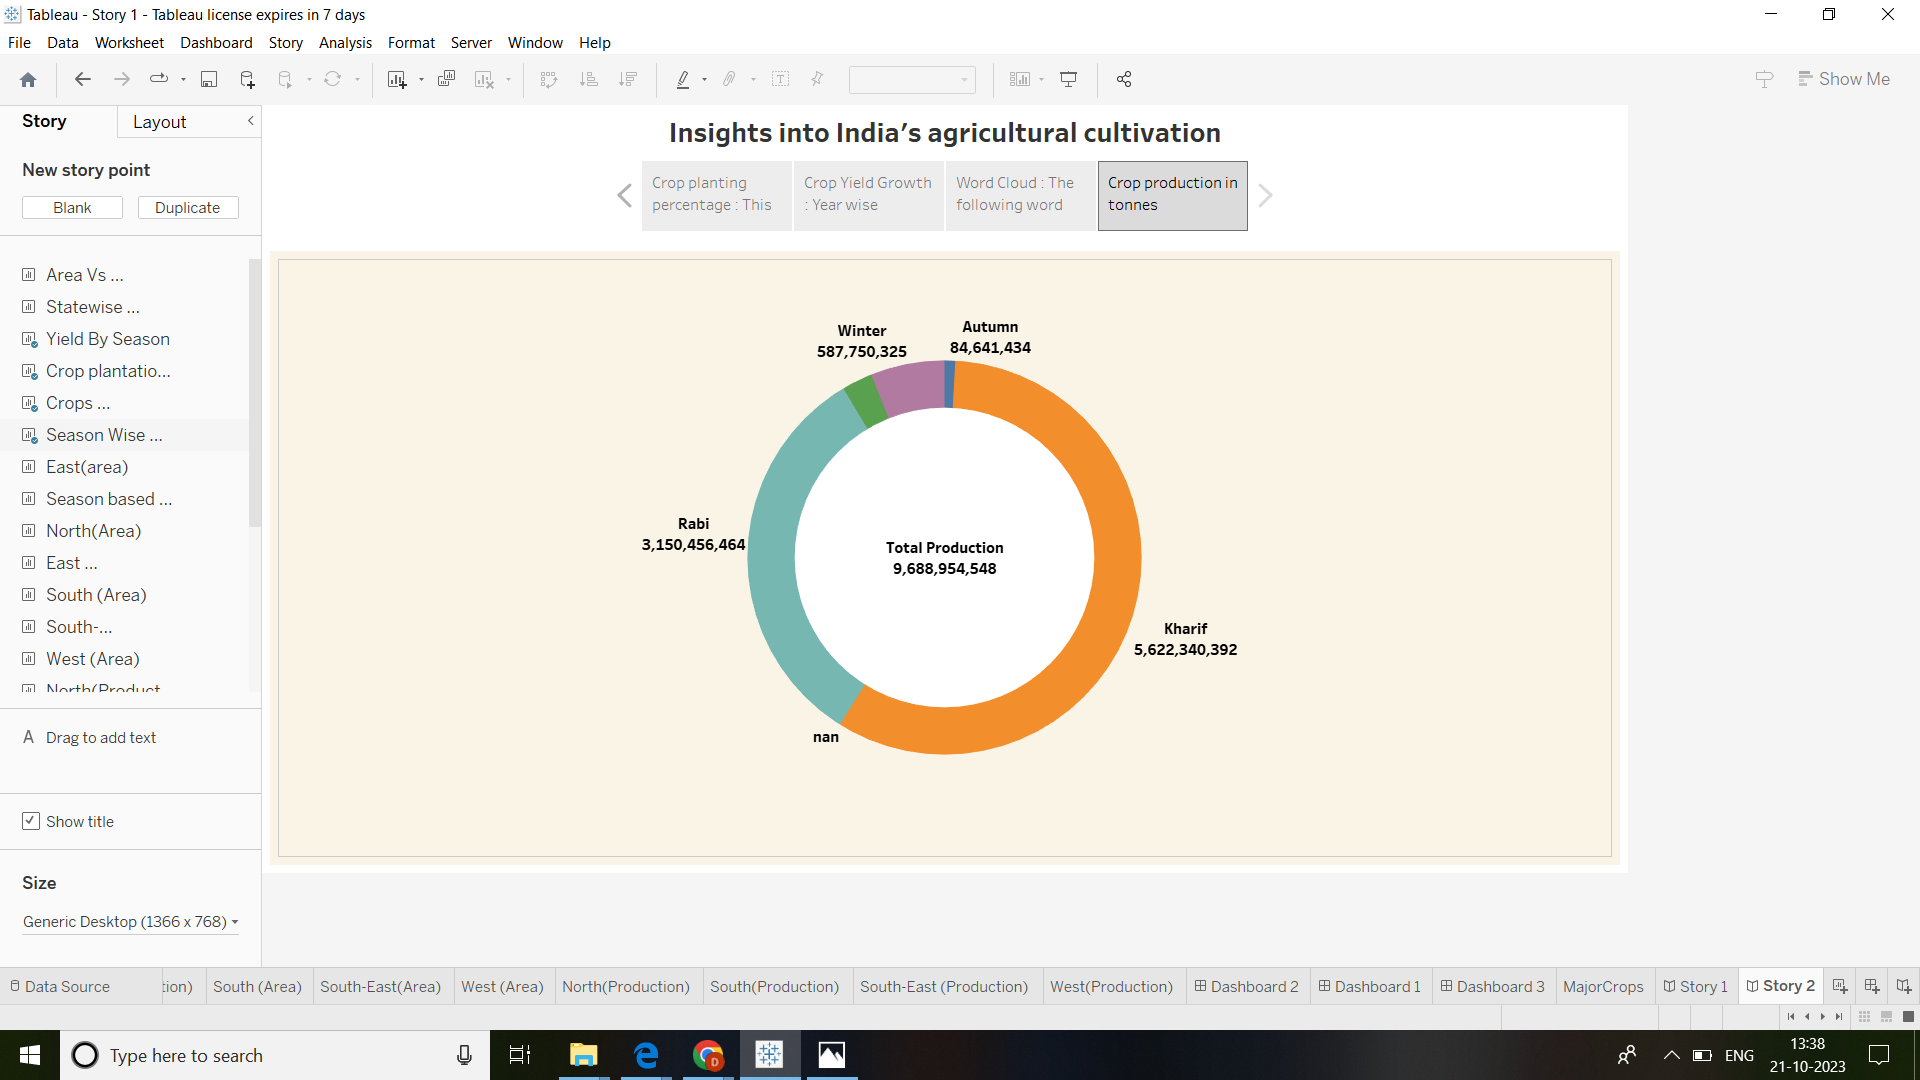 Tableau - Story 1 - Tableau license expires in 7 days
File Data Worksheet Dashboard Story Analysis Format Server Window Help
Show Me
Story Layout
New story point
Blank Duplicate
Area Vs ...
Statewise ...
Yield By Season
Crop plantatio...
Crops ...
Season Wise ...
East(area)
Season based ...
North(Area)
East ...
South (Area)
South-...
West (Area)
North(Product
A Drag to add text
Show title
Size
Generic Desktop (1366 x 768)
Insights into India’s agricultural cultivation
Crop planting
percentage : This
Crop Yield Growth
: Year wise
Word Cloud : The
following word
Crop production in
tonnes
Winter
587,750,325
Autumn
84,641,434
Rabi
3,150,456,464
Total Production
9,688,954,548
Kharif
5,622,340,392
nan
Data Source tion) South (Area) South-East(Area) West (Area) North(Production) South(Production) South-East (Production) West(Production) Dashboard 2 Dashboard 1 Dashboard 3 MajorCrops Story 1 Story 2
Type here to search
ENG
13:38
21-10-2023